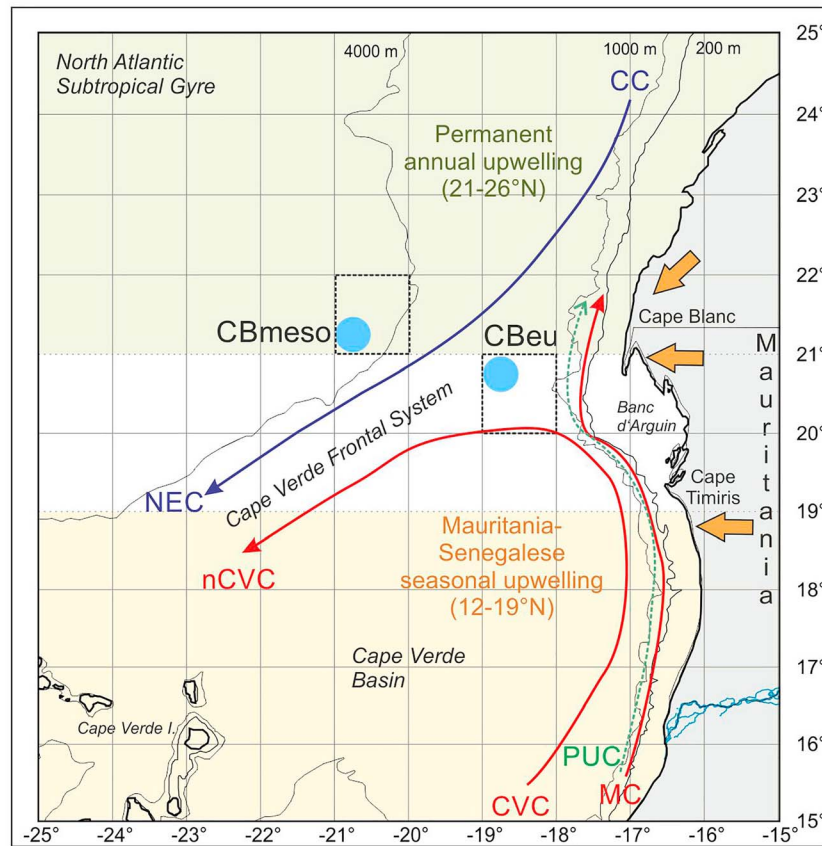 North Atlantic
Subtropical Gyre
4000 m
1000 m
200 m
25°
CC
24°
Permanent
annual upwelling
(21-26°N)
23°
22°
CBmeso
CBeu
Cape Blanc
Mauritania
21°
Banc
d'Arguin
Cape Verde Frontal System
20°
Cape
Timiris
NEC
19°
Mauritania-
Senegalese
seasonal upwelling
(12-19°N)
nCVC
18°
Cape Verde
Basin
17°
Cape Verde I.
16°
PUC
MC
CVC
15°
-25° -24° -23° -22° -21° -20° -19° -18° -17° -16° -15°